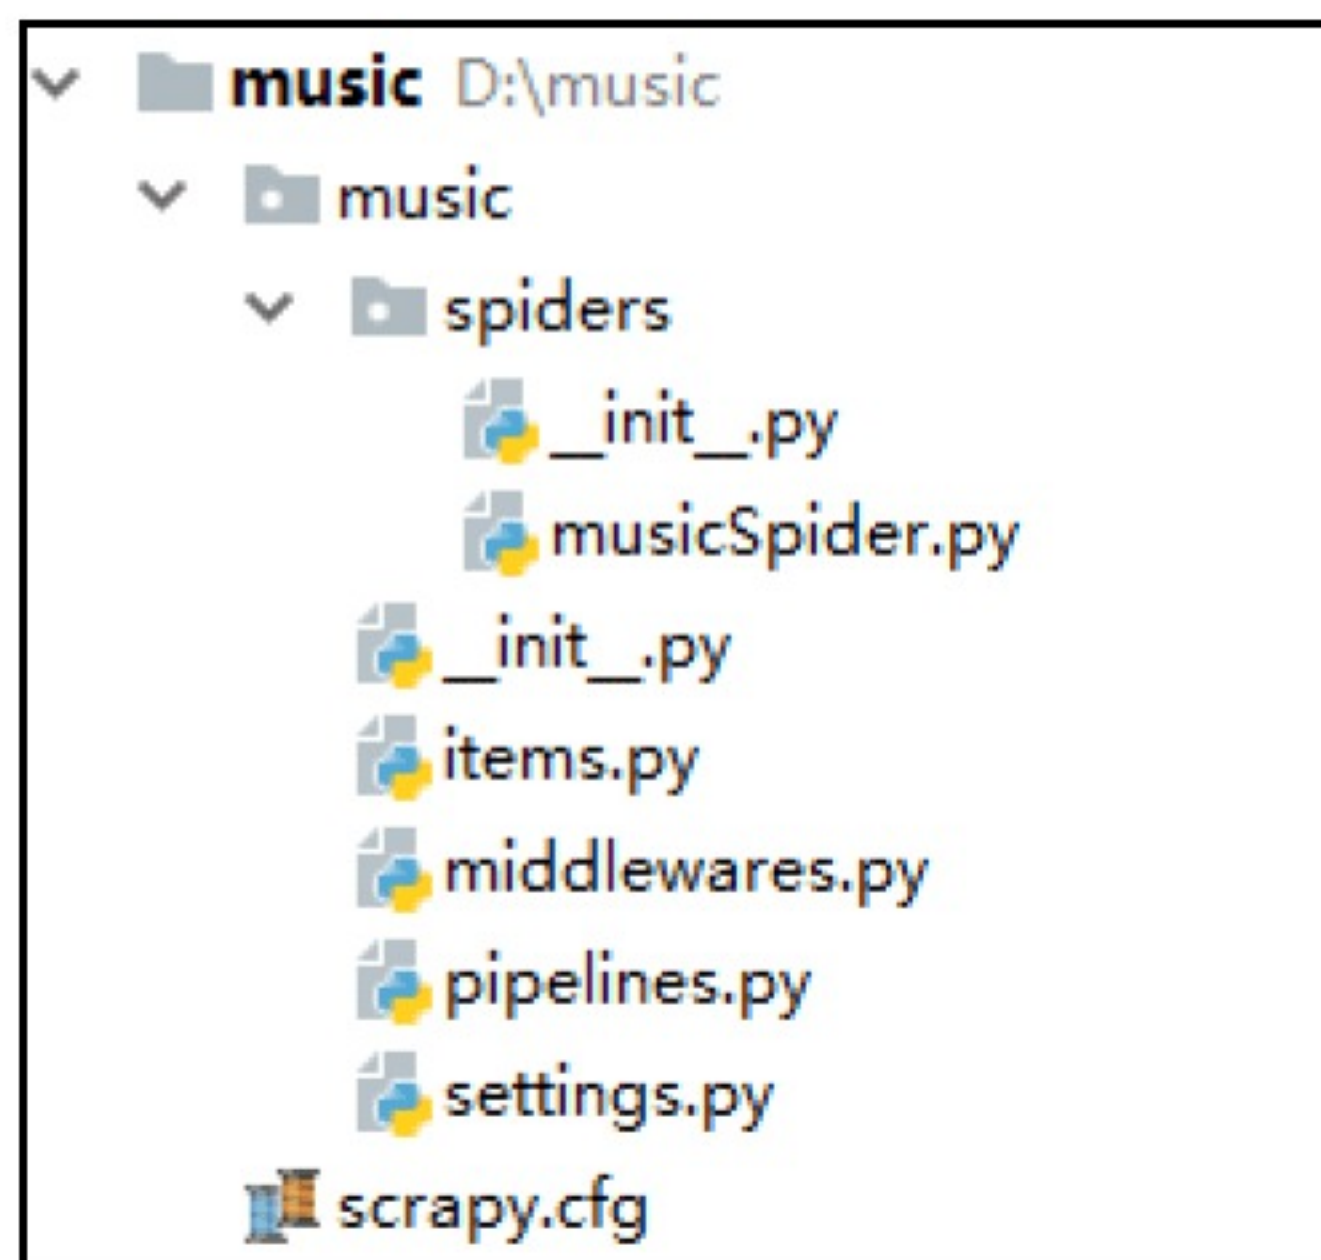 music D:\music
music
spiders
__init__.py
musicSpider.py
__init__.py
items.py
middlewares.py
pipelines.py
settings.py
scrapy.cfg